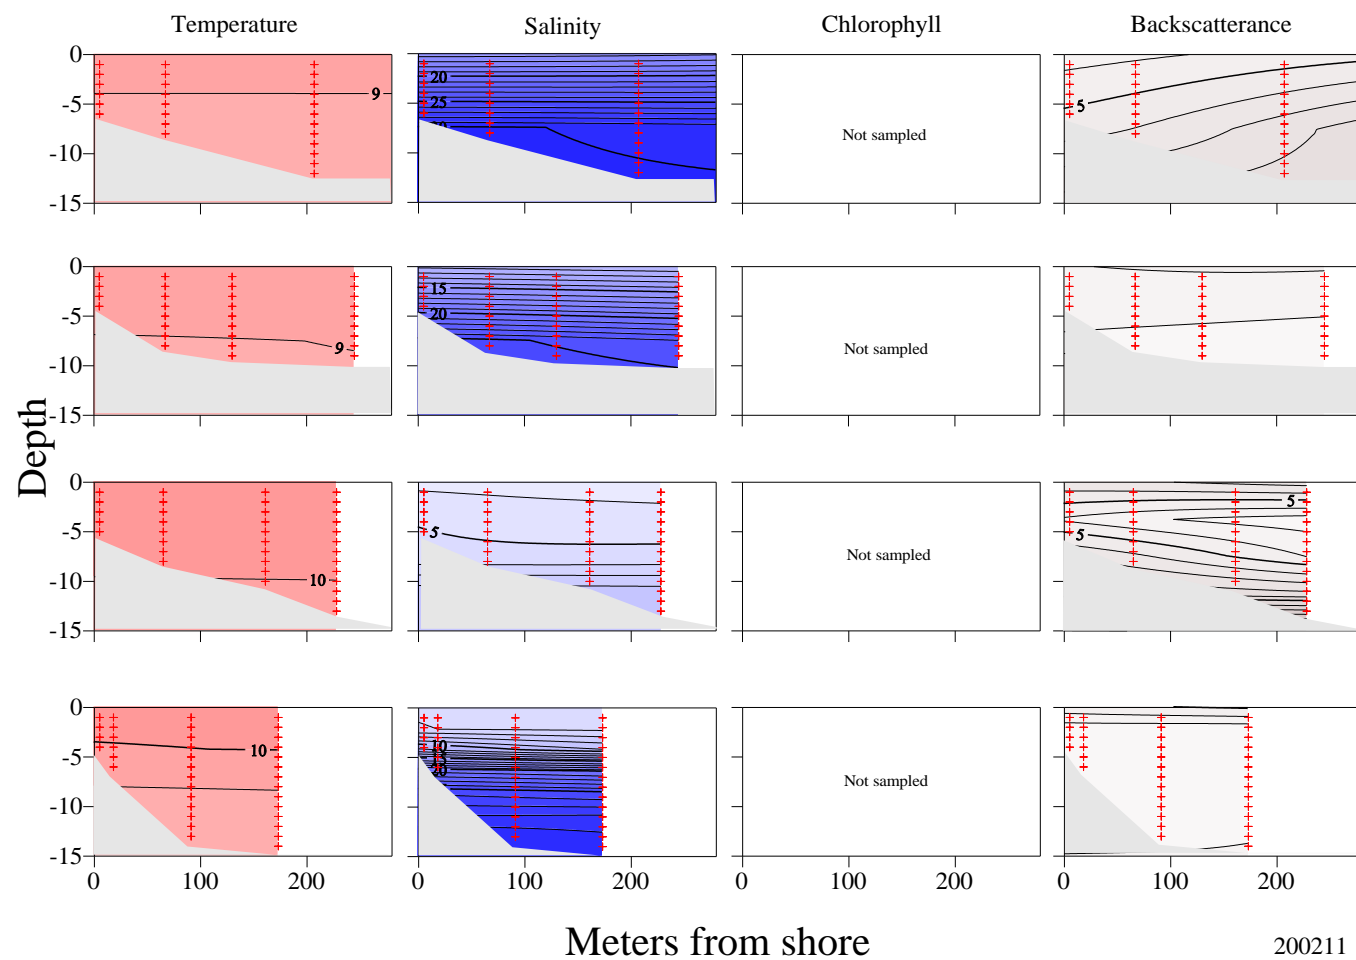 Temperature Salinity Chlorophyll Backscatterance
0 -5 -10 -15 9 20 25 Not sampled 5
0 -5 -10 -15 9 15 20 Not sampled
0 -5 -10 -15 10 5 Not sampled 5 5
0 -5 -10 -15 10 10 20 Not sampled
0 100 200 0 100 200 0 100 200 0 100 200
Depth
Meters from shore
200211